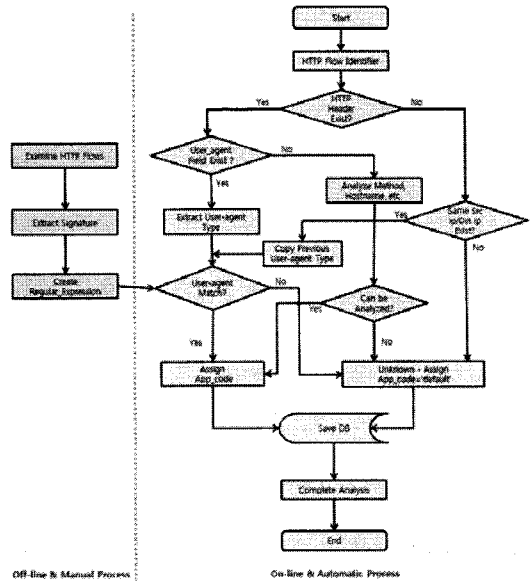 Start
HTTP Flow Identifier
HTTP
Header
Exist?
Yes
No
User_agent
Field Exist ?
No
Yes
Examine HTTP Flows
Analyse Method,
Hostname, etc
Extract Signature
Extract User-agent
Type
Yes
Same src
ip/Dst ip
Exist?
No
Copy Previous
User-agent Type
Create
Regular_Expression
User-agent
Match?
No
Can be
Analyzed?
Yes
Yes
No
Assign
App_code
Unknown - Assign
App_code='default'
Save DB
Complete Analysis
End
Off-line & Manual Process
On-line & Automatic Process